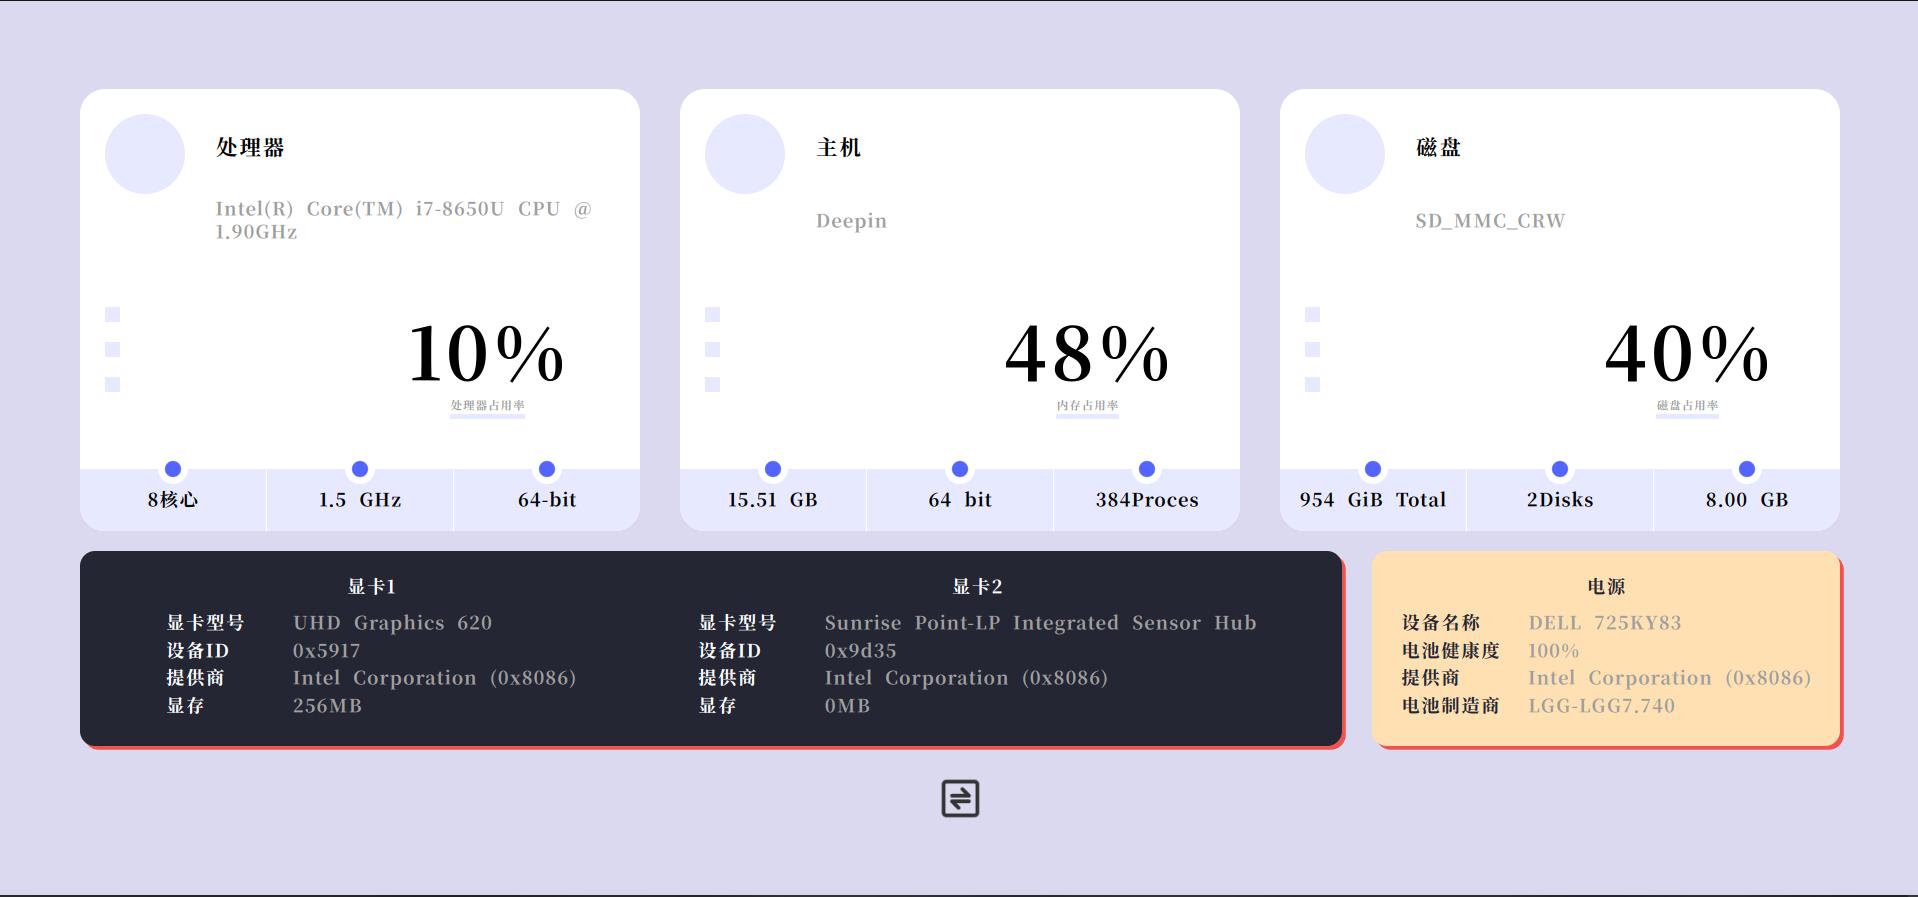 处理器
Intel(R) Core(TM) i7-8650U CPU @
1.90GHz
10%
处理器占用率
8核心
1.5 GHz
64-bit
主机
Deepin
48%
内存占用率
15.51 GB
64 bit
384Proces
磁盘
SD_MMC_CRW
40%
磁盘占用率
954 GiB Total
2Disks
8.00 GB
显卡1
显卡型号 UHD Graphics 620
设备ID 0x5917
提供商 Intel Corporation (0x8086)
显存 256MB
显卡2
显卡型号 Sunrise Point-LP Integrated Sensor Hub
设备ID 0x9d35
提供商 Intel Corporation (0x8086)
显存 0MB
电源
设备名称 DELL 725KY83
电池健康度 100%
提供商 Intel Corporation (0x8086)
电池制造商 LGG-LGG7.740